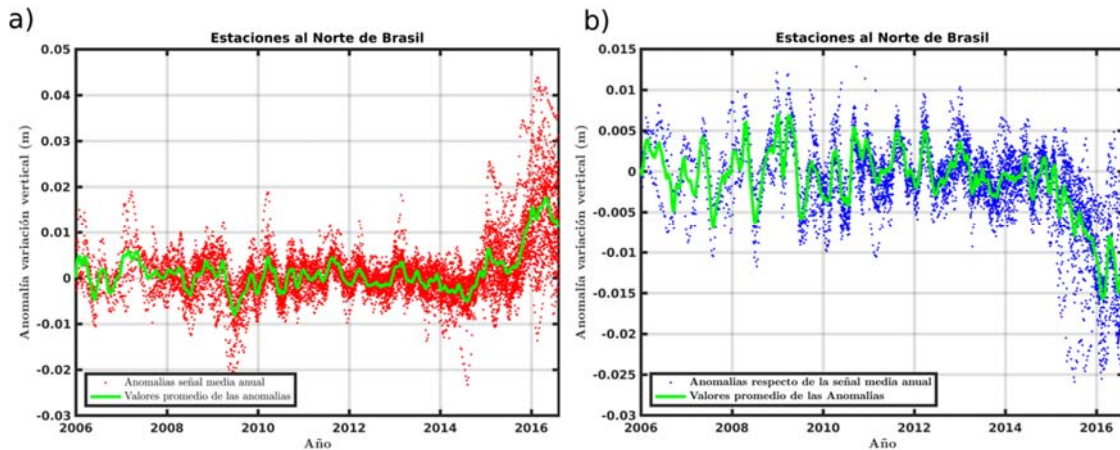 a)
Estaciones al Norte de Brasil
Anomalía variación vertical (m)
0.05
0.04
0.03
0.02
0.01
0
-0.01
-0.02
-0.03
Anomalias señal media anual
Valores promedio de las anomalias
2006 2008 2010 2012 2014 2016
Año
b)
Estaciones al Norte de Brasil
Anomalía variación vertical (m)
0.015
0.01
0.005
0
-0.005
-0.01
-0.015
-0.02
-0.025
-0.03
Anomalias respecto de la señal media anual
Valores promedio de las Anomalias
2006 2008 2010 2012 2014 2016
Año